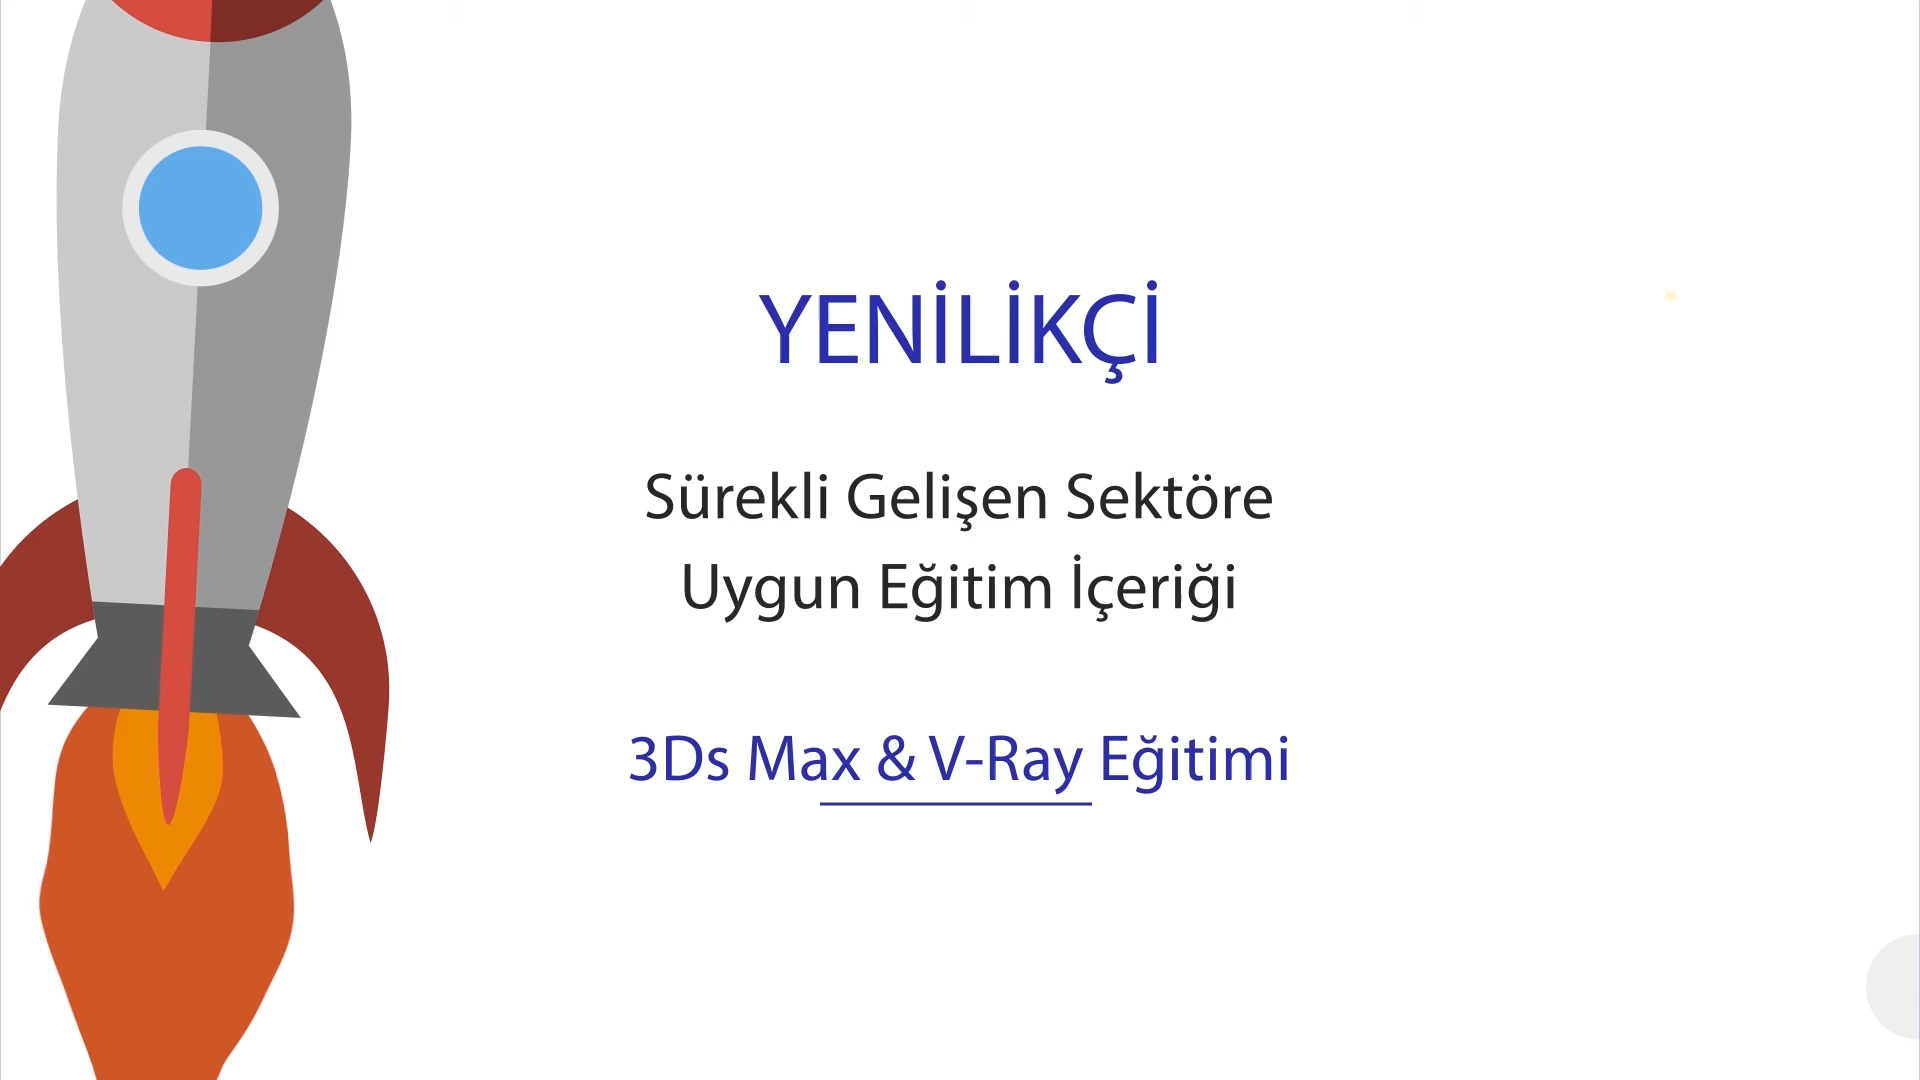 YENİLİKÇİ
Sürekli Gelişen Sektöre
Uygun Eğitim İçeriği
3Ds Max & V-Ray Eğitimi